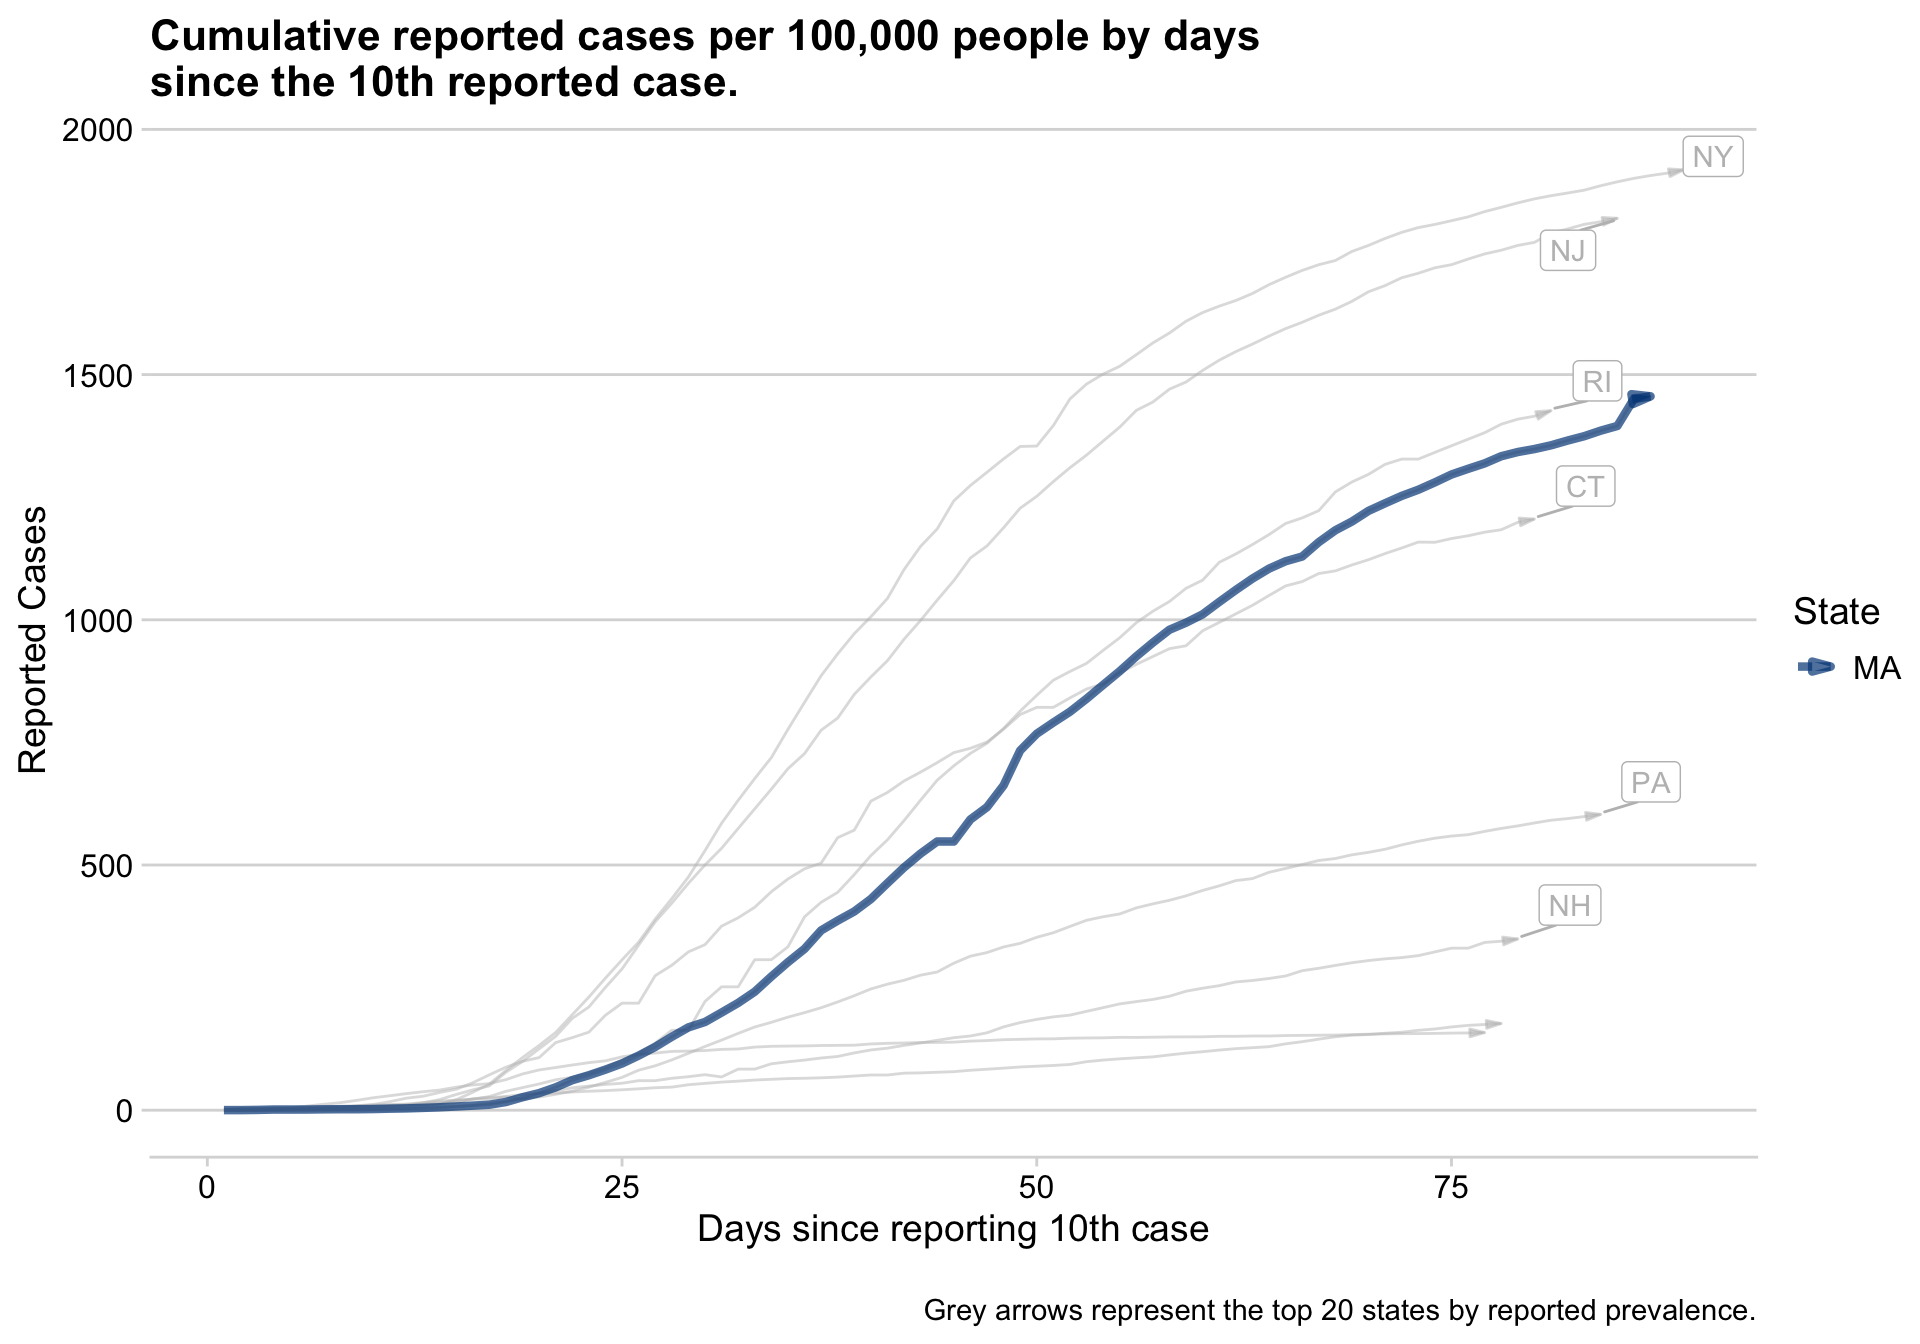 Cumulative reported cases per 100,000 people by days
since the 10th reported case.
2000
NY
NJ
1500
RI
CT
Reported Cases
1000
State
MA
PA
500
NH
0
0 25 50 75
Days since reporting 10th case
Grey arrows represent the top 20 states by reported prevalence.